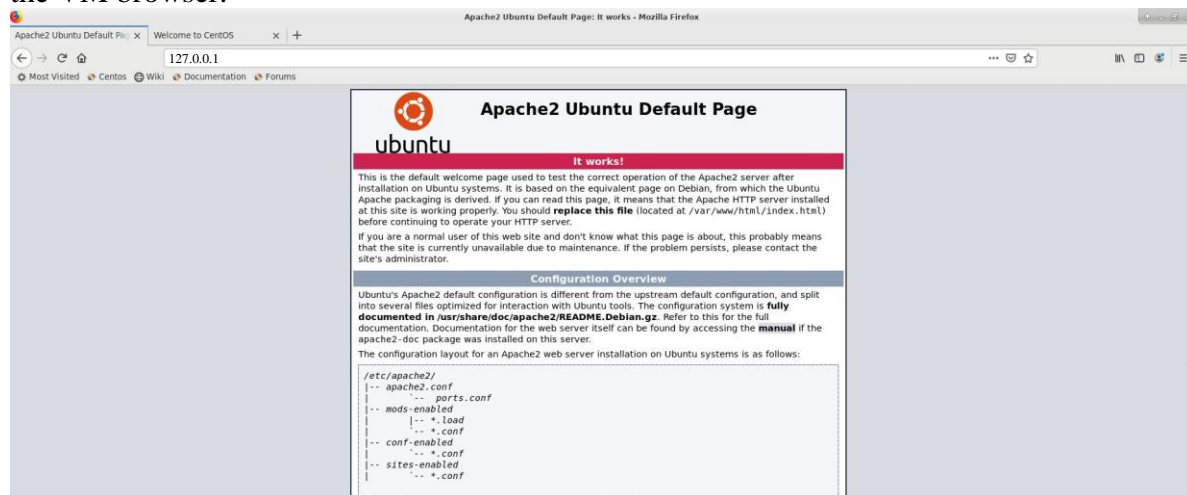 the VM browser.
Apache2 Ubuntu Default Page: It works - Mozilla Firefox
Apache2 Ubuntu Default Pag × Welcome to CentOS × +
127.0.0.1
Most Visited Centos Wiki Documentation Forums
Apache2 Ubuntu Default Page
ubuntu
It works!
This is the default welcome page used to test the correct operation of the Apache2 server after
installation on Ubuntu systems. It is based on the equivalent page on Debian, from which the Ubuntu
Apache packaging is derived. If you can read this page, it means that the Apache HTTP server installed
at this site is working properly. You should replace this file (located at /var/www/html/index.html)
before continuing to operate your HTTP server.
If you are a normal user of this web site and don't know what this page is about, this probably means
that the site is currently unavailable due to maintenance. If the problem persists, please contact the
site's administrator.
Configuration Overview
Ubuntu's Apache2 default configuration is different from the upstream default configuration, and split
into several files optimized for interaction with Ubuntu tools. The configuration system is fully
documented in /usr/share/doc/apache2/README.Debian.gz. Refer to this for the full
documentation. Documentation for the web server itself can be found by accessing the manual if the
apache2-doc package was installed on this server.
The configuration layout for an Apache2 web server installation on Ubuntu systems is as follows:
/etc/apache2/
|-- apache2.conf
|       `--  ports.conf
|-- mods-enabled
|       |-- *.load
|       `-- *.conf
|-- conf-enabled
|       `-- *.conf
|-- sites-enabled
|       `-- *.conf